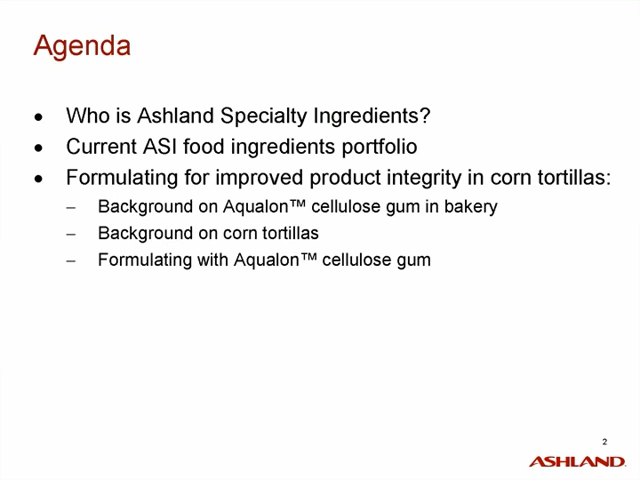 Agenda
• Who is Ashland Specialty Ingredients?
• Current ASI food ingredients portfolio
• Formulating for improved product integrity in corn tortillas:
– Background on Aqualon™ cellulose gum in bakery
– Background on corn tortillas
– Formulating with Aqualon™ cellulose gum
2
ASHLAND